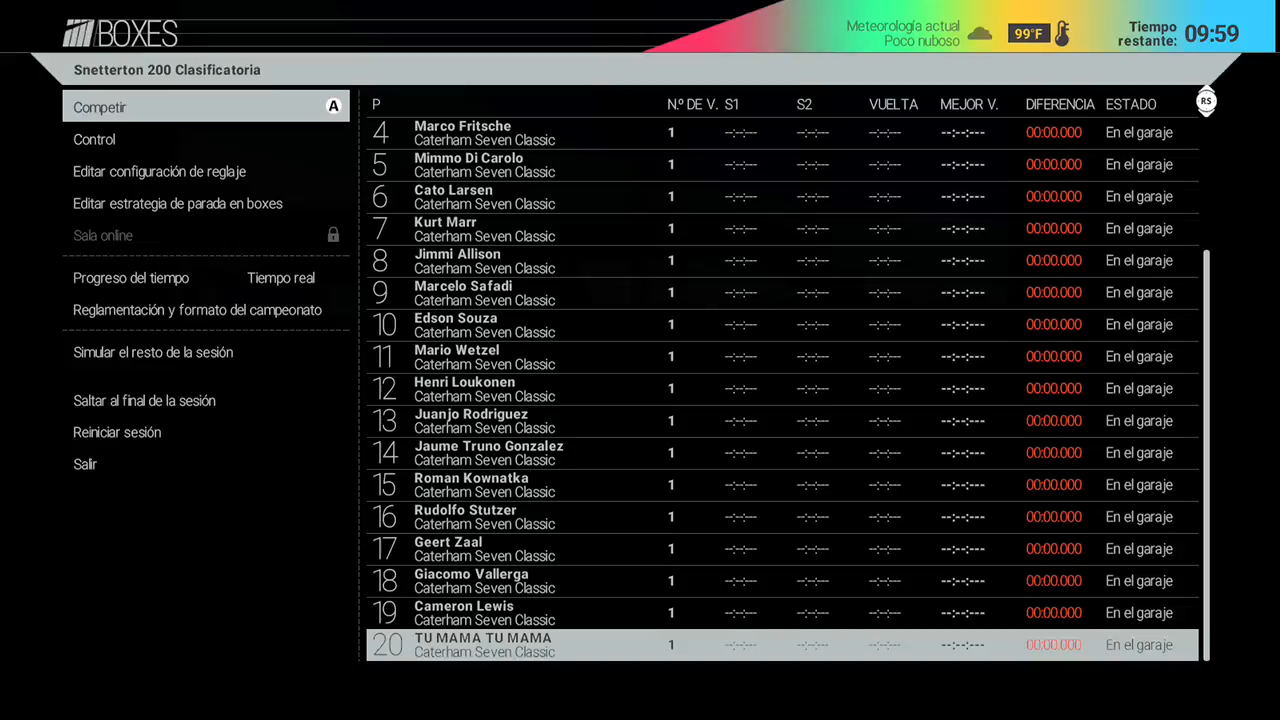 BOXES
Meteorología actual
Poco nuboso
99°F
Tiempo
restante: 09:59
Snetterton 200 Clasificatoria
Competir A
Control
Editar configuración de reglaje
Editar estrategia de parada en boxes
Sala online
Progreso del tiempo Tiempo real
Reglamentación y formato del campeonato
Simular el resto de la sesión
Saltar al final de la sesión
Reiniciar sesión
Salir
P N.º DE V. S1 S2 VUELTA MEJOR V. DIFERENCIA ESTADO RS
4 Marco Fritsche
Caterham Seven Classic 1 --:--:--- --:--:--- --:--:--- --:--:--- 00:00.000 En el garaje
5 Mimmo Di Carolo
Caterham Seven Classic 1 --:--:--- --:--:--- --:--:--- --:--:--- 00:00.000 En el garaje
6 Cato Larsen
Caterham Seven Classic 1 --:--:--- --:--:--- --:--:--- --:--:--- 00:00.000 En el garaje
7 Kurt Marr
Caterham Seven Classic 1 --:--:--- --:--:--- --:--:--- --:--:--- 00:00.000 En el garaje
8 Jimmi Allison
Caterham Seven Classic 1 --:--:--- --:--:--- --:--:--- --:--:--- 00:00.000 En el garaje
9 Marcelo Safadi
Caterham Seven Classic 1 --:--:--- --:--:--- --:--:--- --:--:--- 00:00.000 En el garaje
10 Edson Souza
Caterham Seven Classic 1 --:--:--- --:--:--- --:--:--- --:--:--- 00:00.000 En el garaje
11 Mario Wetzel
Caterham Seven Classic 1 --:--:--- --:--:--- --:--:--- --:--:--- 00:00.000 En el garaje
12 Henri Loukonen
Caterham Seven Classic 1 --:--:--- --:--:--- --:--:--- --:--:--- 00:00.000 En el garaje
13 Juanjo Rodriguez
Caterham Seven Classic 1 --:--:--- --:--:--- --:--:--- --:--:--- 00:00.000 En el garaje
14 Jaume Truno Gonzalez
Caterham Seven Classic 1 --:--:--- --:--:--- --:--:--- --:--:--- 00:00.000 En el garaje
15 Roman Kownatka
Caterham Seven Classic 1 --:--:--- --:--:--- --:--:--- --:--:--- 00:00.000 En el garaje
16 Rudolfo Stutzer
Caterham Seven Classic 1 --:--:--- --:--:--- --:--:--- --:--:--- 00:00.000 En el garaje
17 Geert Zaal
Caterham Seven Classic 1 --:--:--- --:--:--- --:--:--- --:--:--- 00:00.000 En el garaje
18 Giacomo Vallerga
Caterham Seven Classic 1 --:--:--- --:--:--- --:--:--- --:--:--- 00:00.000 En el garaje
19 Cameron Lewis
Caterham Seven Classic 1 --:--:--- --:--:--- --:--:--- --:--:--- 00:00.000 En el garaje
20 TU MAMA TU MAMA
Caterham Seven Classic 1 --:--:--- --:--:--- --:--:--- --:--:--- 00:00.000 En el garaje